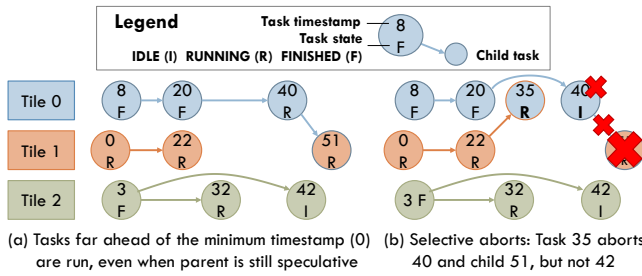 Legend
Task timestamp
Task state
8
F
IDLE (I) RUNNING (R) FINISHED (F)
Child task
Tile 0
8
F
20
F
40
R
Tile 1
0
R
22
R
51
R
Tile 2
3
F
32
R
42
I
8
F
20
F
35
R
40
I
0
R
22
R
3 F
32
R
42
I
(a) Tasks far ahead of the minimum timestamp (0)
are run, even when parent is still speculative
(b) Selective aborts: Task 35 aborts
40 and child 51, but not 42